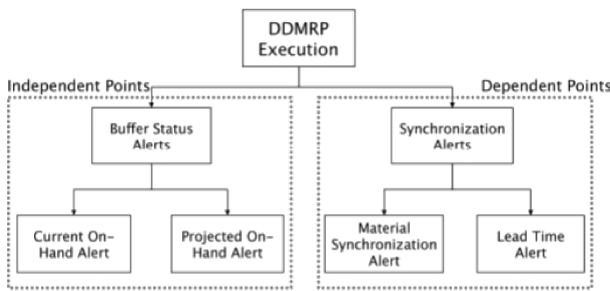 DDMRP
Execution
Independent Points
Dependent Points
Buffer Status
Alerts
Synchronization
Alerts
Current On-
Hand Alert
Projected On-
Hand Alert
Material
Synchronization
Alert
Lead Time
Alert